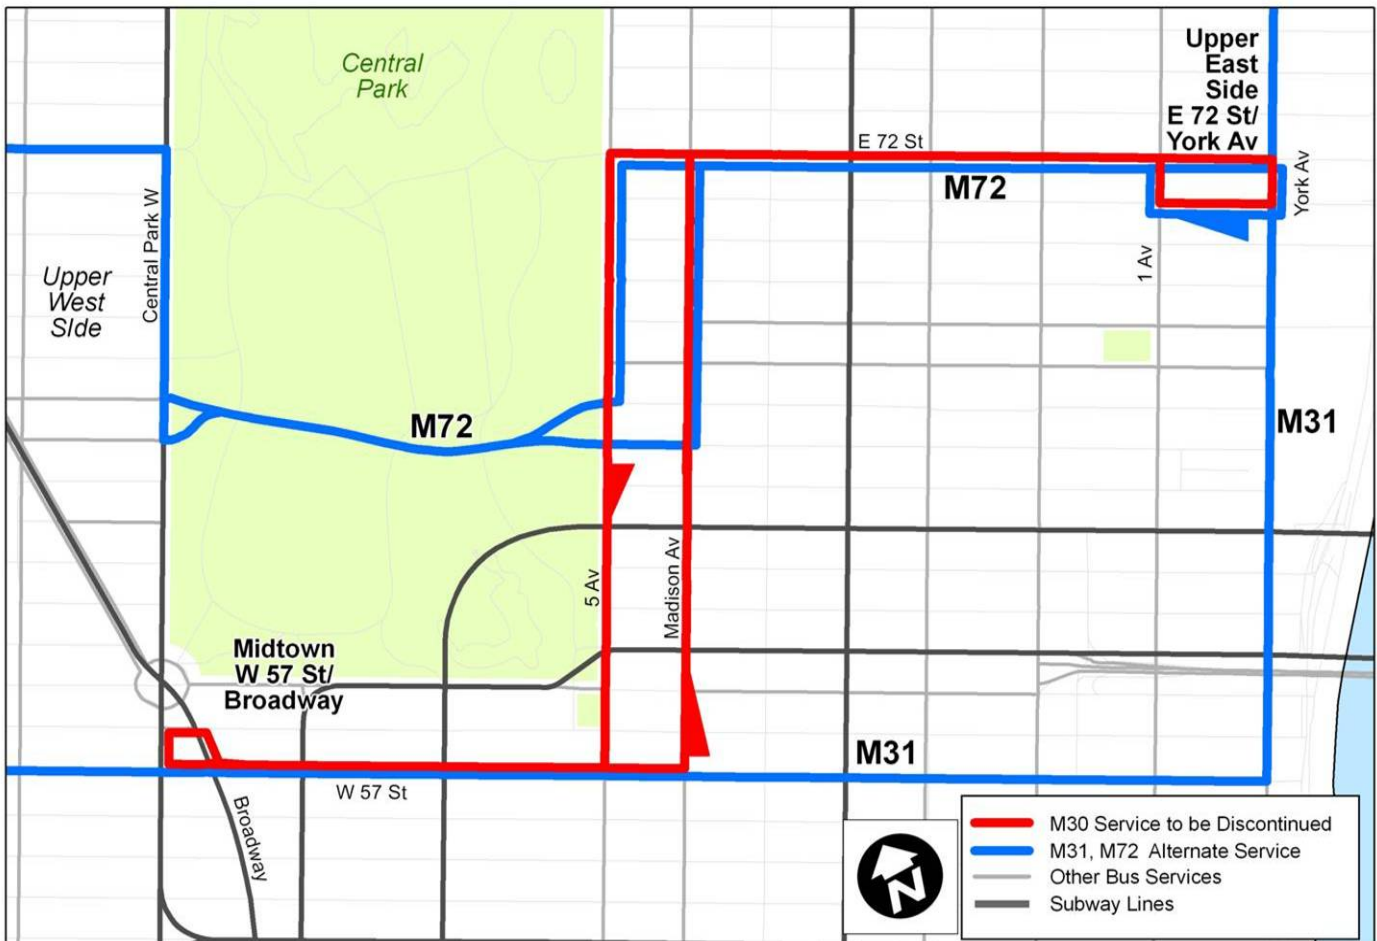 Central
Park
Upper
East
Side
E 72 St/
York Av
E 72 St
M72
York Av
Central Park W
Upper
West
SIde
1 Av
M72
M31
5 Av
Madison Av
Midtown
W 57 St/
Broadway
M31
W 57 St
Broadway
N
M30 Service to be Discontinued
M31, M72 Alternate Service
Other Bus Services
Subway Lines